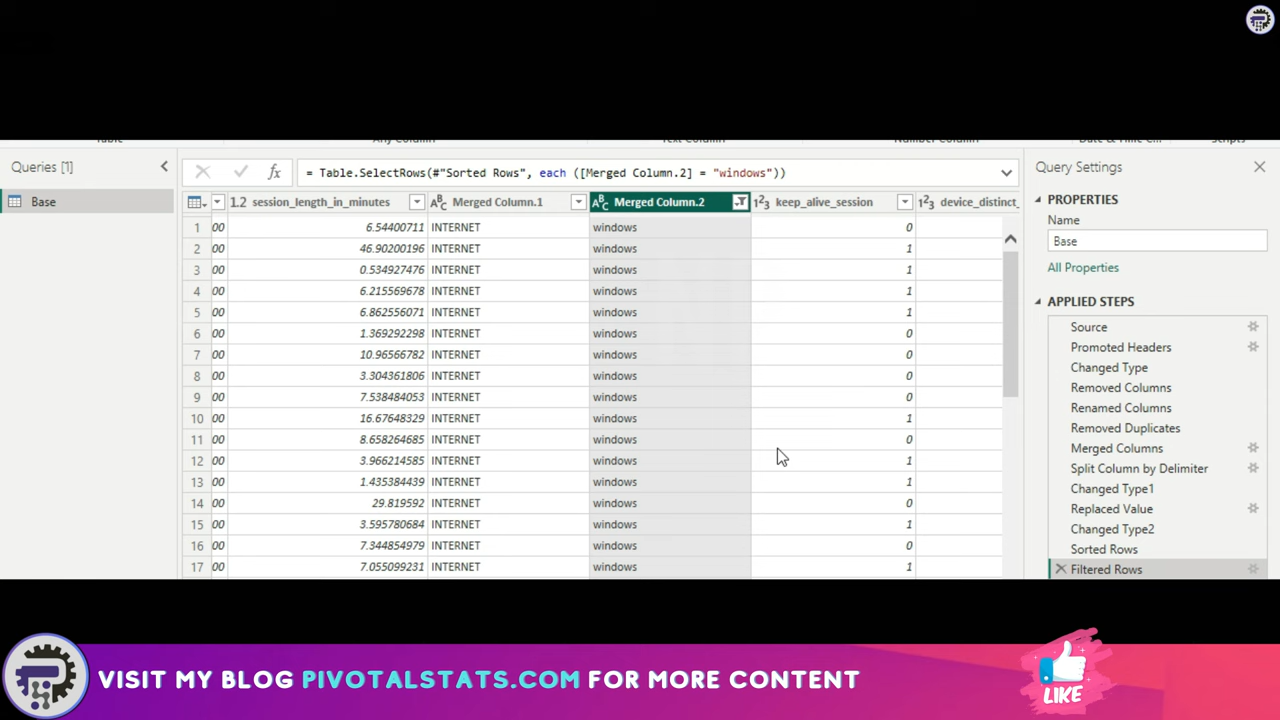 Queries [1]
= Table.SelectRows(#"Sorted Rows", each ([Merged Column.2] = "windows"))
Query Settings
Base
1.2 session_length_in_minutes ABC Merged Column.1 ABC Merged Column.2 123 keep_alive_session 123 device_distinct_
1 00 6.54400711 INTERNET windows 0
2 00 46.90200196 INTERNET windows 1
3 00 0.534927476 INTERNET windows 1
4 00 6.215569678 INTERNET windows 1
5 00 6.862556071 INTERNET windows 1
6 00 1.369292298 INTERNET windows 0
7 00 10.96566782 INTERNET windows 0
8 00 3.304361806 INTERNET windows 0
9 00 7.538484053 INTERNET windows 0
10 00 16.67648329 INTERNET windows 1
11 00 8.658264685 INTERNET windows 0
12 00 3.966214585 INTERNET windows 1
13 00 1.435384439 INTERNET windows 1
14 00 29.819592 INTERNET windows 0
15 00 3.595780684 INTERNET windows 1
16 00 7.344854979 INTERNET windows 0
17 00 7.055099231 INTERNET windows 1
PROPERTIES
Name
Base
All Properties
APPLIED STEPS
Source
Promoted Headers
Changed Type
Removed Columns
Renamed Columns
Removed Duplicates
Merged Columns
Split Column by Delimiter
Changed Type1
Replaced Value
Changed Type2
Sorted Rows
Filtered Rows
VISIT MY BLOG PIVOTALSTATS.COM FOR MORE CONTENT
LIKE